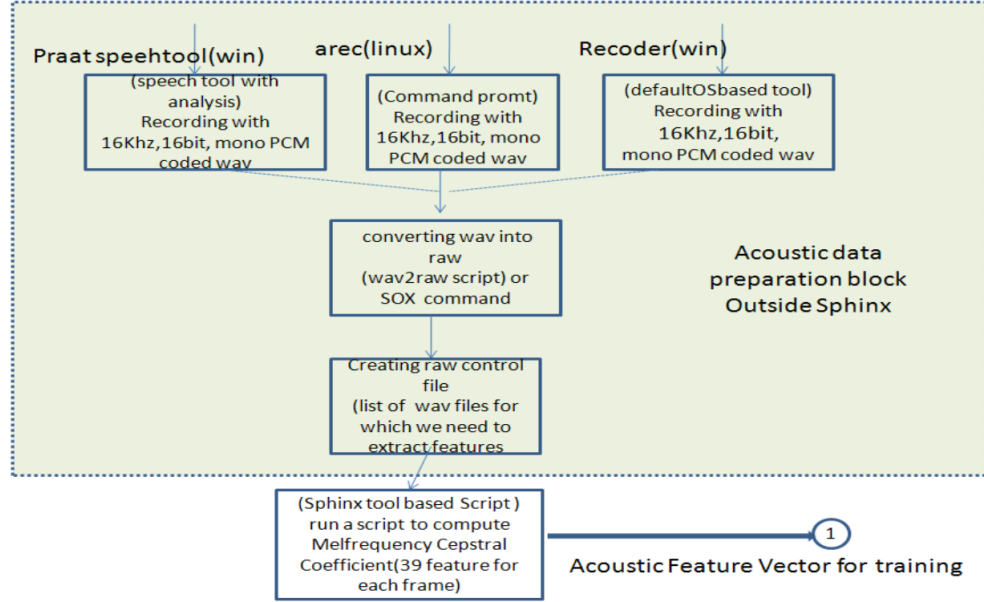 Praat speehtool(win)
arec(linux)
Recoder(win)
(speech tool with
analysis)
Recording with
16Khz,16bit, mono PCM
coded wav
(Command promt)
Recording with
16Khz,16bit, mono
PCM coded wav
(defaultOSbased tool)
Recording with
16Khz,16bit,
mono PCM coded wav
converting wav into
raw
(wav2raw script) or
SOX command
Acoustic data
preparation block
Outside Sphinx
Creating raw control
file
(list of wav files for
which we need to
extract features
(Sphinx tool based Script )
run a script to compute
Melfrequency Cepstral
Coefficient(39 feature for
each frame)
1
Acoustic Feature Vector for training